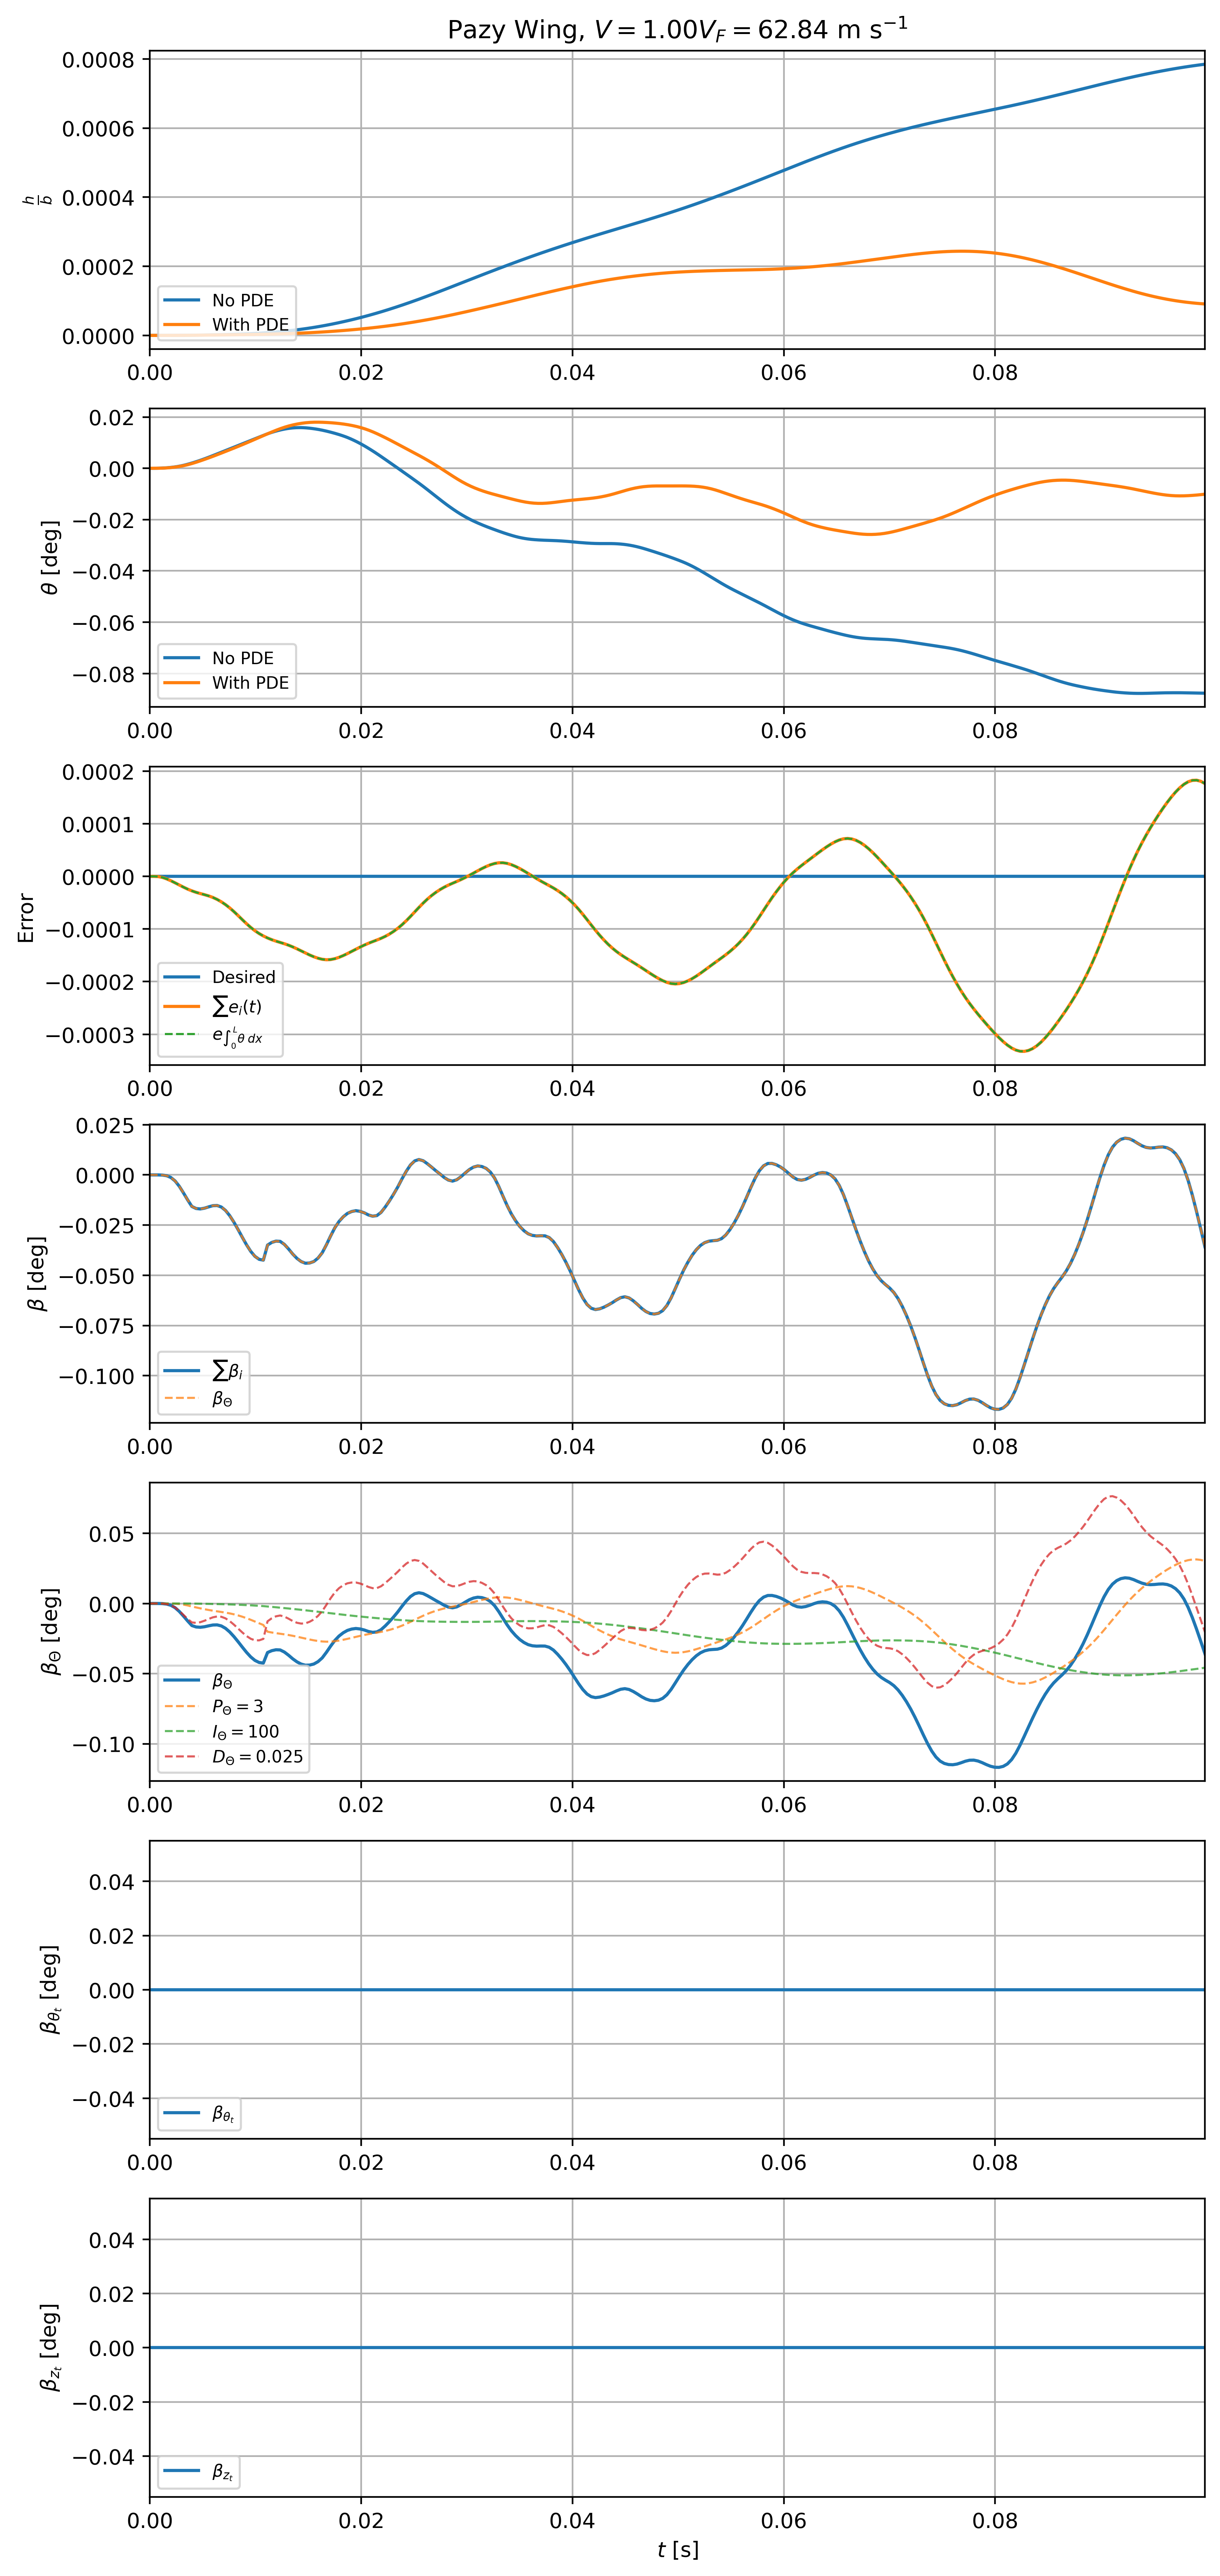 Pazy Wing, V = 1.00V_F = 62.84 m s⁻¹
h/b
0.0008
0.0006
0.0004
0.0002
0.0000
No PDE
With PDE
0.00 0.02 0.04 0.06 0.08
θ [deg]
0.02
0.00
−0.02
−0.04
−0.06
−0.08
No PDE
With PDE
0.00 0.02 0.04 0.06 0.08
Error
0.0002
0.0001
0.0000
−0.0001
−0.0002
−0.0003
Desired
∑e_i(t)
e_{∫_0^L θ dx}
0.00 0.02 0.04 0.06 0.08
β [deg]
0.025
0.000
−0.025
−0.050
−0.075
−0.100
∑β_i
β_Θ
0.00 0.02 0.04 0.06 0.08
β_Θ [deg]
0.05
0.00
−0.05
−0.10
β_Θ
P_Θ = 3
I_Θ = 100
D_Θ = 0.025
0.00 0.02 0.04 0.06 0.08
β_{θ_t} [deg]
0.04
0.02
0.00
−0.02
−0.04
β_{θ_t}
0.00 0.02 0.04 0.06 0.08
β_{z_t} [deg]
0.04
0.02
0.00
−0.02
−0.04
β_{z_t}
0.00 0.02 0.04 0.06 0.08
t [s]